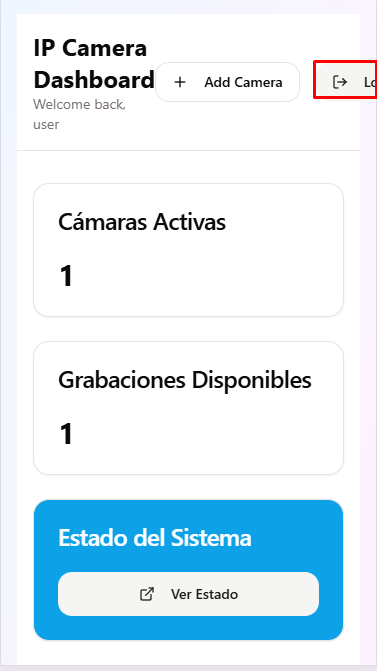 IP Camera
Dashboard
Welcome back,
user
Add Camera
Cámaras Activas
1
Grabaciones Disponibles
1
Estado del Sistema
Ver Estado